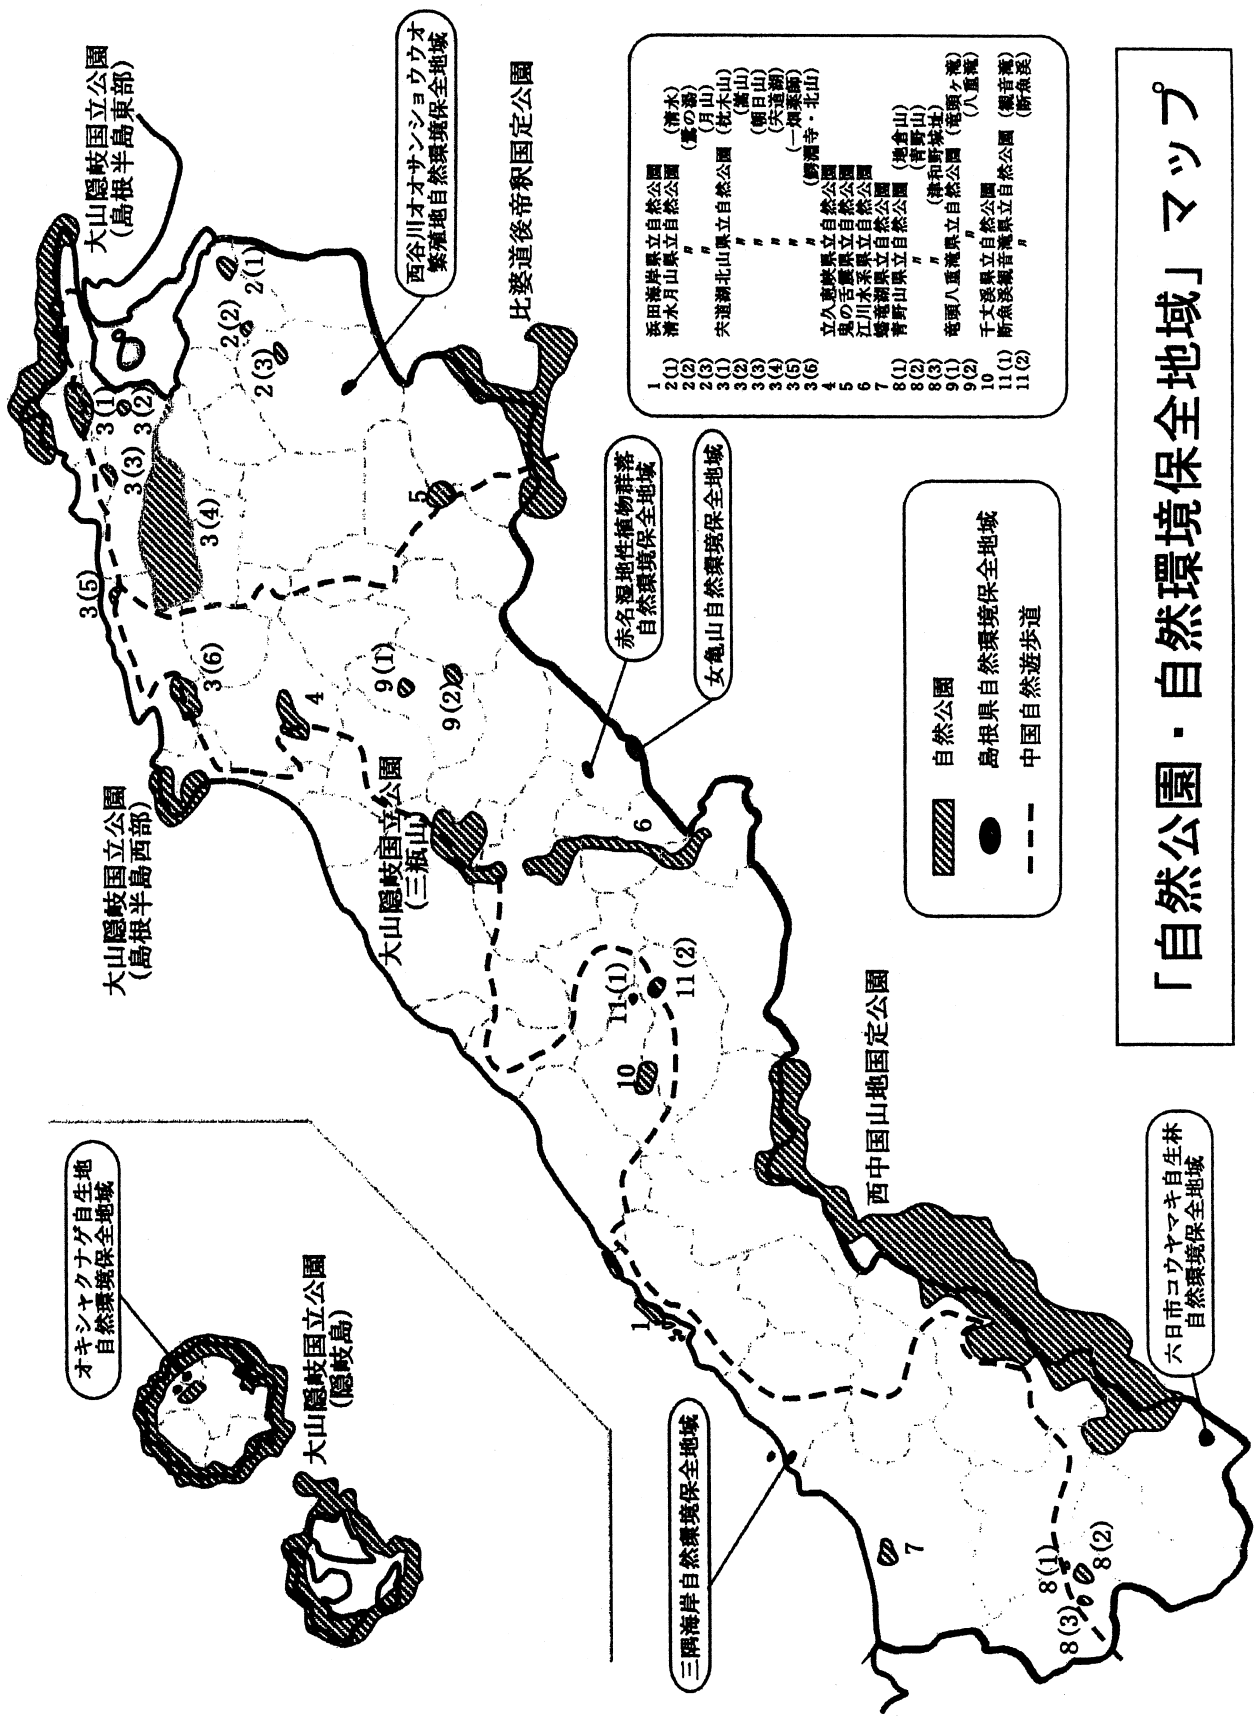 「自然公園・自然環境保全地域」マップ
オキシャクナゲ自生地
自然環境保全地域
大山隠岐国立公園
(隠岐島)
大山隠岐国立公園
(島根半島西部)
大山隠岐国立公園
(島根半島東部)
西谷川オオサンショウウオ
繁殖地自然環境保全地域
比婆道後帝釈国定公園
大山隠岐国立公園
(三瓶山)
赤名湿地性植物群落
自然環境保全地域
女亀山自然環境保全地域
三隅海岸自然環境保全地域
西中国山地国定公園
六日市コウヤマキ自生林
自然環境保全地域
1
2(1)
2(2)
2(3)
3(1)
3(2)
3(3)
3(4)
3(5)
3(6)
4
5
6
7
8(1)
8(2)
8(3)
9(1)
9(2)
10
11(1)
11(2)
自然公園
島根県自然環境保全地域
中国自然遊歩道
1 浜田海岸県立自然公園
2(1) 清水月山県立自然公園 (清水)
2(2) 〃 (鷺の湯)
2(3) 〃 (月山)
3(1) 宍道湖北山県立自然公園 (枕木山)
3(2) 〃 (嵩山)
3(3) 〃 (朝日山)
3(4) 〃 (宍道湖)
3(5) 〃 (一畑薬師)
3(6) 〃 (鰐淵寺・北山)
4 立久恵峡県立自然公園
5 鬼の舌震県立自然公園
6 江川水系県立自然公園
7 蟠竜湖県立自然公園
8(1) 青野山県立自然公園 (地倉山)
8(2) 〃 (青野山)
8(3) 〃 (津和野城址)
9(1) 竜頭八重滝県立自然公園 (竜頭ヶ滝)
9(2) 〃 (八重滝)
10 千丈渓県立自然公園
11(1) 断魚渓観音滝県立自然公園 (観音滝)
11(2) 〃 (断魚渓)